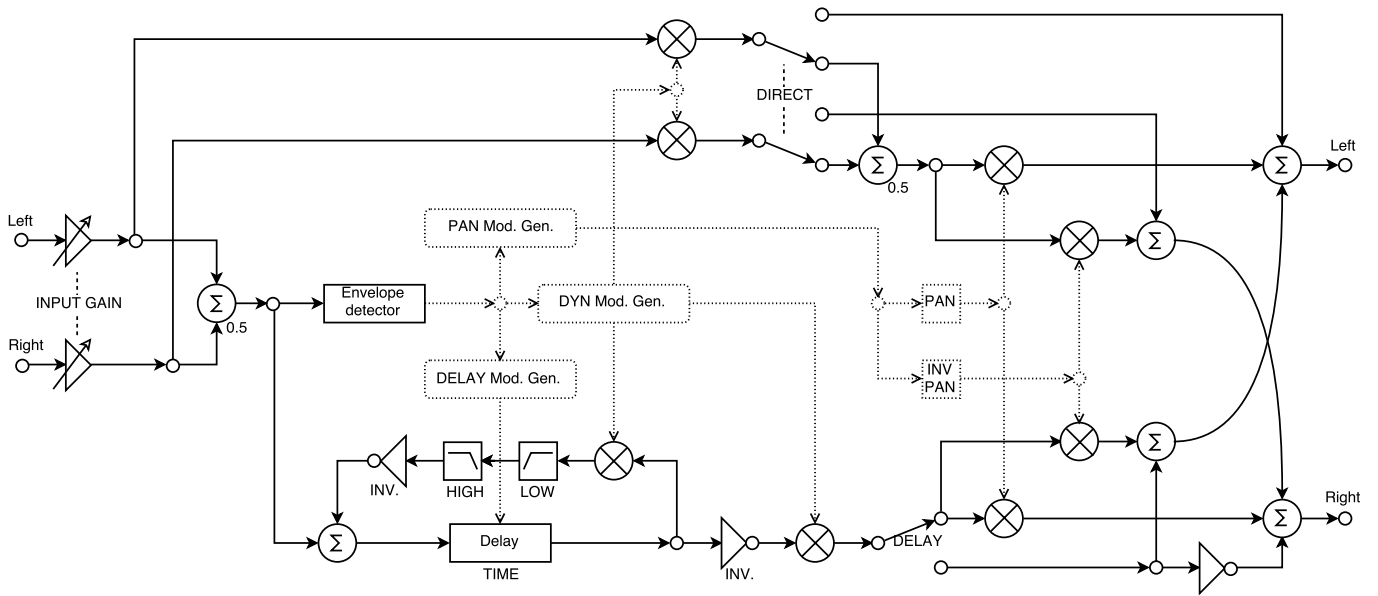 DIRECT
Left
Σ
Σ
0.5
PAN Mod. Gen.
Left
Σ
INPUT GAIN
Σ
0.5
Envelope
detector
DYN Mod. Gen.
PAN
Right
DELAY Mod. Gen.
INV
PAN
Σ
INV.
HIGH
LOW
Right
Σ
Delay
TIME
INV.
DELAY
Σ